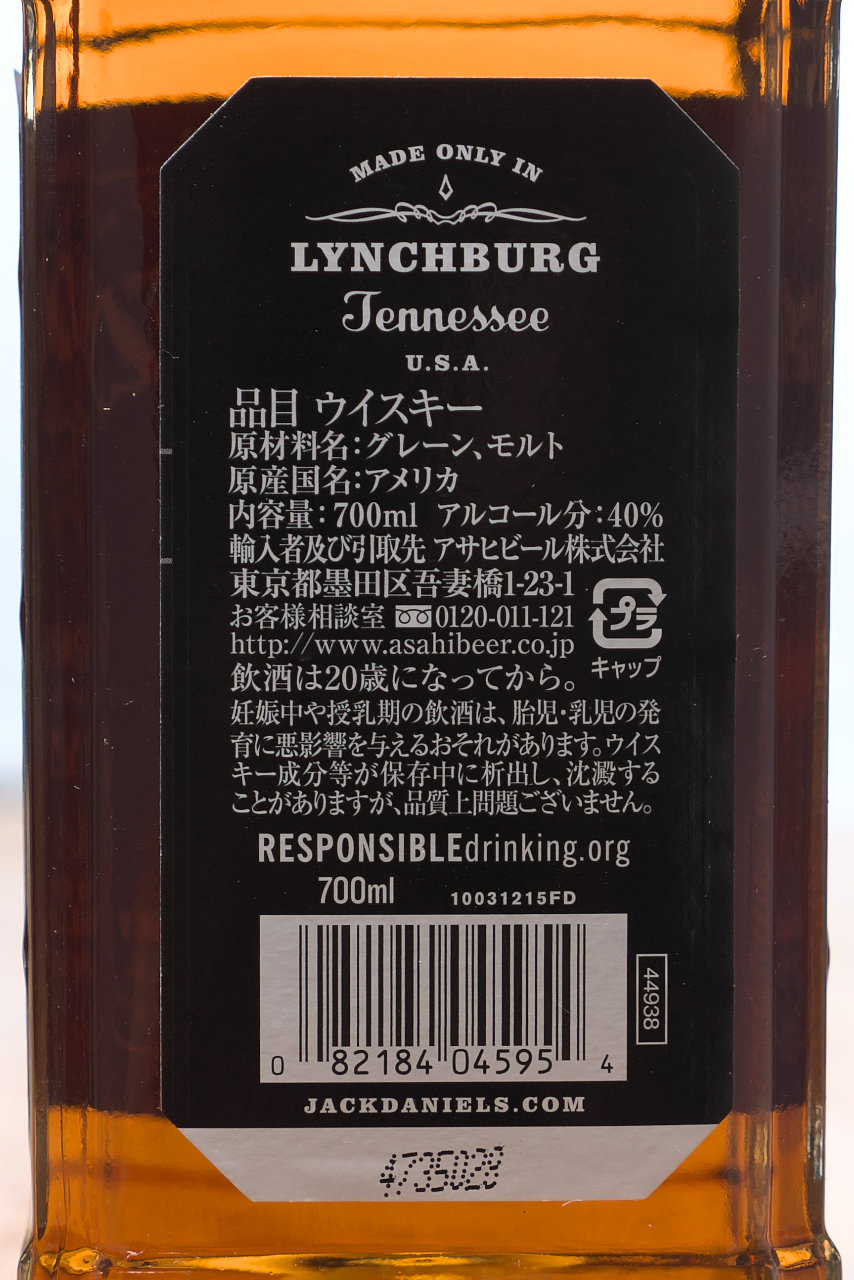 MADE ONLY IN
LYNCHBURG
Tennessee
U.S.A.
品目 ウイスキー
原材料名:グレーン、モルト
原産国名:アメリカ
内容量:700ml アルコール分:40%
輸入者及び引取先 アサヒビール株式会社
東京都墨田区吾妻橋1-23-1
お客様相談室 0120-011-121
http://www.asahibeer.co.jp
プラ
キャップ
飲酒は20歳になってから。
妊娠中や授乳期の飲酒は、胎児・乳児の発
育に悪影響を与えるおそれがあります。ウイス
キー成分等が保存中に析出し、沈澱する
ことがありますが、品質上問題ございません。
RESPONSIBLEdrinking.org
700ml 10031215FD
44938
0 82184 04595 4
JACKDANIELS.COM
4735028